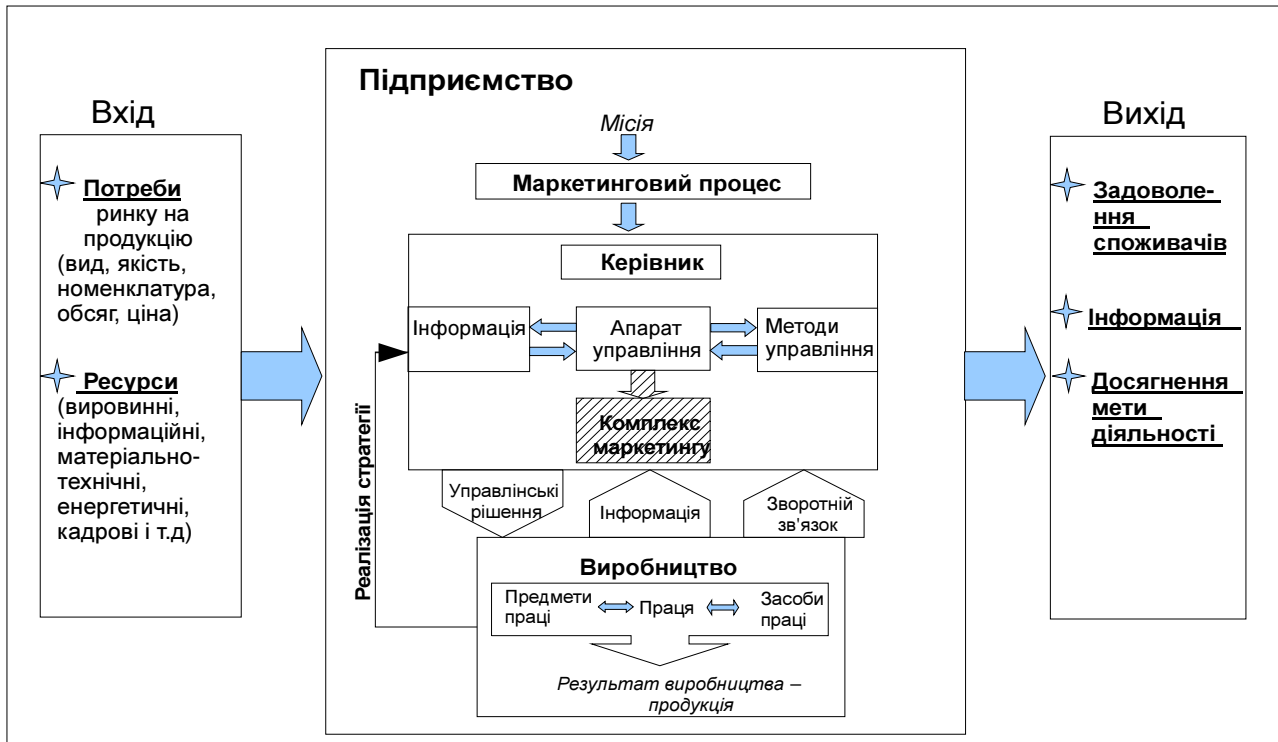 Вхід
Потреби
ринку на
продукцію
(вид, якість,
номенклатура,
обсяг, ціна)
Ресурси
(вировинні,
інформаційні,
матеріально-
технічні,
енергетичні,
кадрові і т.д)
Підприємство
Місія
Маркетинговий процес
Керівник
Інформація
Апарат
управління
Методи
управління
Комплекс
маркетингу
Реалізація стратегії
Управлінські
рішення
Інформація
Зворотній
зв'язок
Виробництво
Предмети
праці
Праця
Засоби
праці
Результат виробництва –
продукція
Вихід
Задоволе-
ння
споживачів
Інформація
Досягнення
мети
діяльності